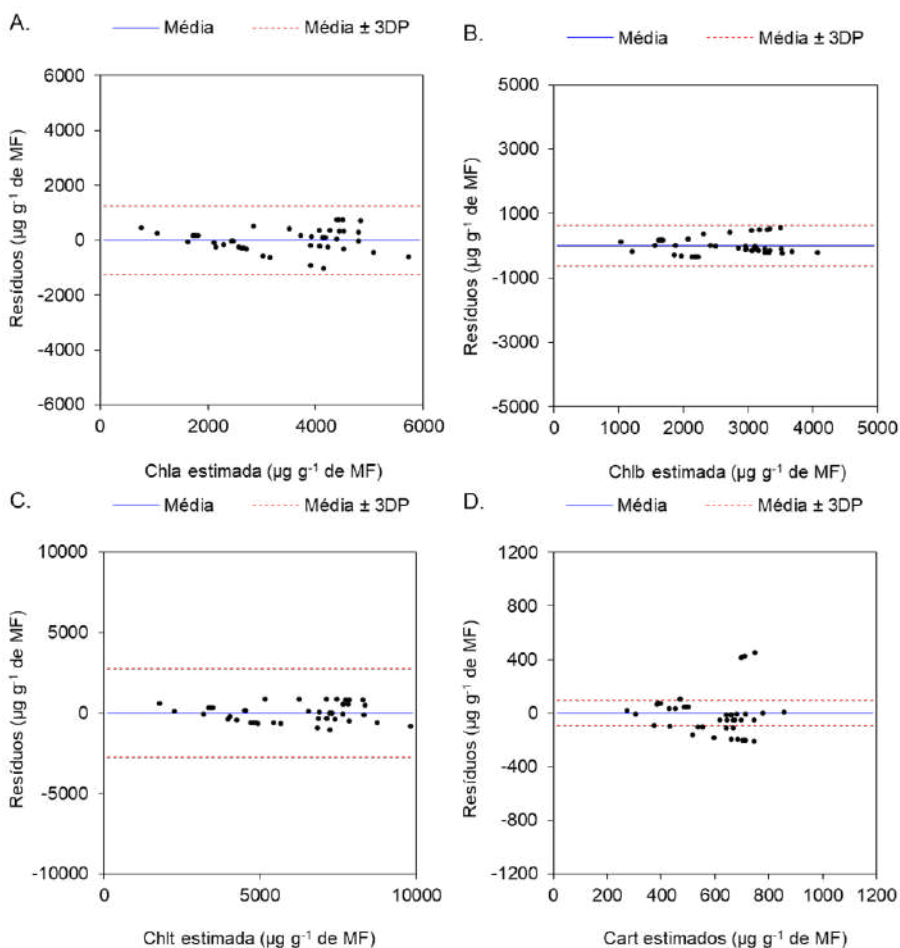 A.
Média
Média ± 3DP
6000
4000
2000
0
-2000
-4000
-6000
Resíduos (µg g⁻¹ de MF)
0
2000
4000
6000
Chla estimada (µg g⁻¹ de MF)
B.
Média
Média ± 3DP
5000
3000
1000
-1000
-3000
-5000
Resíduos (µg g⁻¹ de MF)
0
1000
2000
3000
4000
5000
Chlb estimada (µg g⁻¹ de MF)
C.
Média
Média ± 3DP
10000
5000
0
-5000
-10000
Resíduos (µg g⁻¹ de MF)
0
5000
10000
Chlt estimada (µg g⁻¹ de MF)
D.
Média
Média ± 3DP
1200
800
400
0
-400
-800
-1200
Resíduos (µg g⁻¹ de MF)
0
200
400
600
800
1000
1200
Cart estimados (µg g⁻¹ de MF)